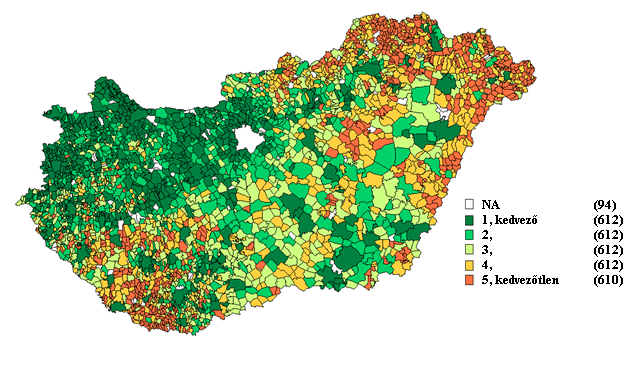 NA (94)
1, kedvező (612)
2, (612)
3, (612)
4, (612)
5, kedvezőtlen (610)